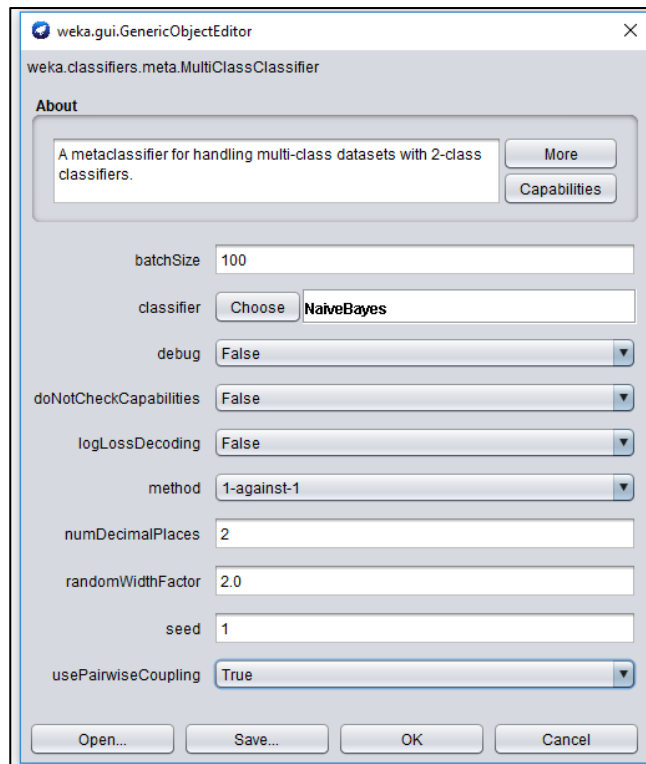 weka.gui.GenericObjectEditor
weka.classifiers.meta.MultiClassClassifier
About
A metaclassifier for handling multi-class datasets with 2-class
classifiers.
More
Capabilities
batchSize 100
classifier Choose NaiveBayes
debug False
doNotCheckCapabilities False
logLossDecoding False
method 1-against-1
numDecimalPlaces 2
randomWidthFactor 2.0
seed 1
usePairwiseCoupling True
Open... Save... OK Cancel